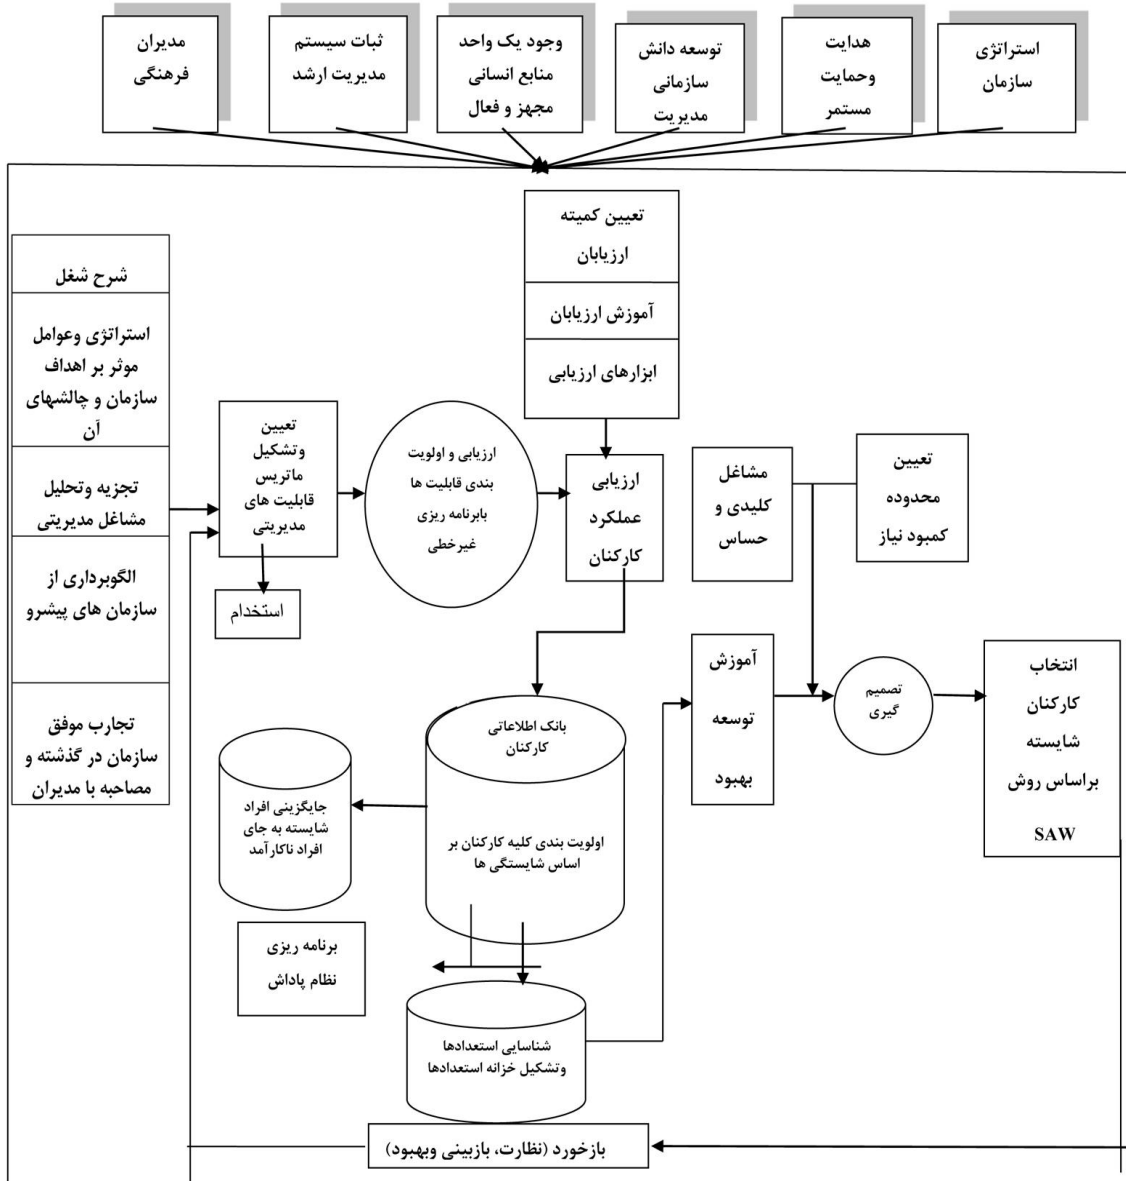 استراتژی
سازمان
هدایت
وحمایت
مستمر
توسعه دانش
سازمانی
مدیریت
وجود یک واحد
منابع انسانی
مجهز و فعال
ثبات سیستم
مدیریت ارشد
مدیران
فرهنگی
تعیین کمیته
ارزیابان
آموزش ارزیابان
ابزارهای ارزیابی
شرح شغل
استراتژی وعوامل
موثر بر اهداف
سازمان و چالشهای
آن
تجزیه وتحلیل
مشاغل مدیریتی
الگوبرداری از
سازمان های پیشرو
تجارب موفق
سازمان در گذشته و
مصاحبه با مدیران
تعیین
وتشکیل
ماتریس
قابلیت های
مدیریتی
استخدام
ارزیابی و اولویت
بندی قابلیت ها
بابرنامه ریزی
غیرخطی
ارزیابی
عملکرد
کارکنان
مشاغل
کلیدی و
حساس
تعیین
محدوده
کمبود نیاز
آموزش
توسعه
بهبود
تصمیم
گیری
انتخاب
کارکنان
شایسته
براساس روش
SAW
بانک اطلاعاتی
کارکنان
اولویت بندی کلیه کارکنان بر
اساس شایستگی ها
جایگزینی افراد
شایسته به جای
افراد ناکارآمد
برنامه ریزی
نظام پاداش
شناسایی استعدادها
وتشکیل خزانه استعدادها
بازخورد (نظارت، بازبینی وبهبود)